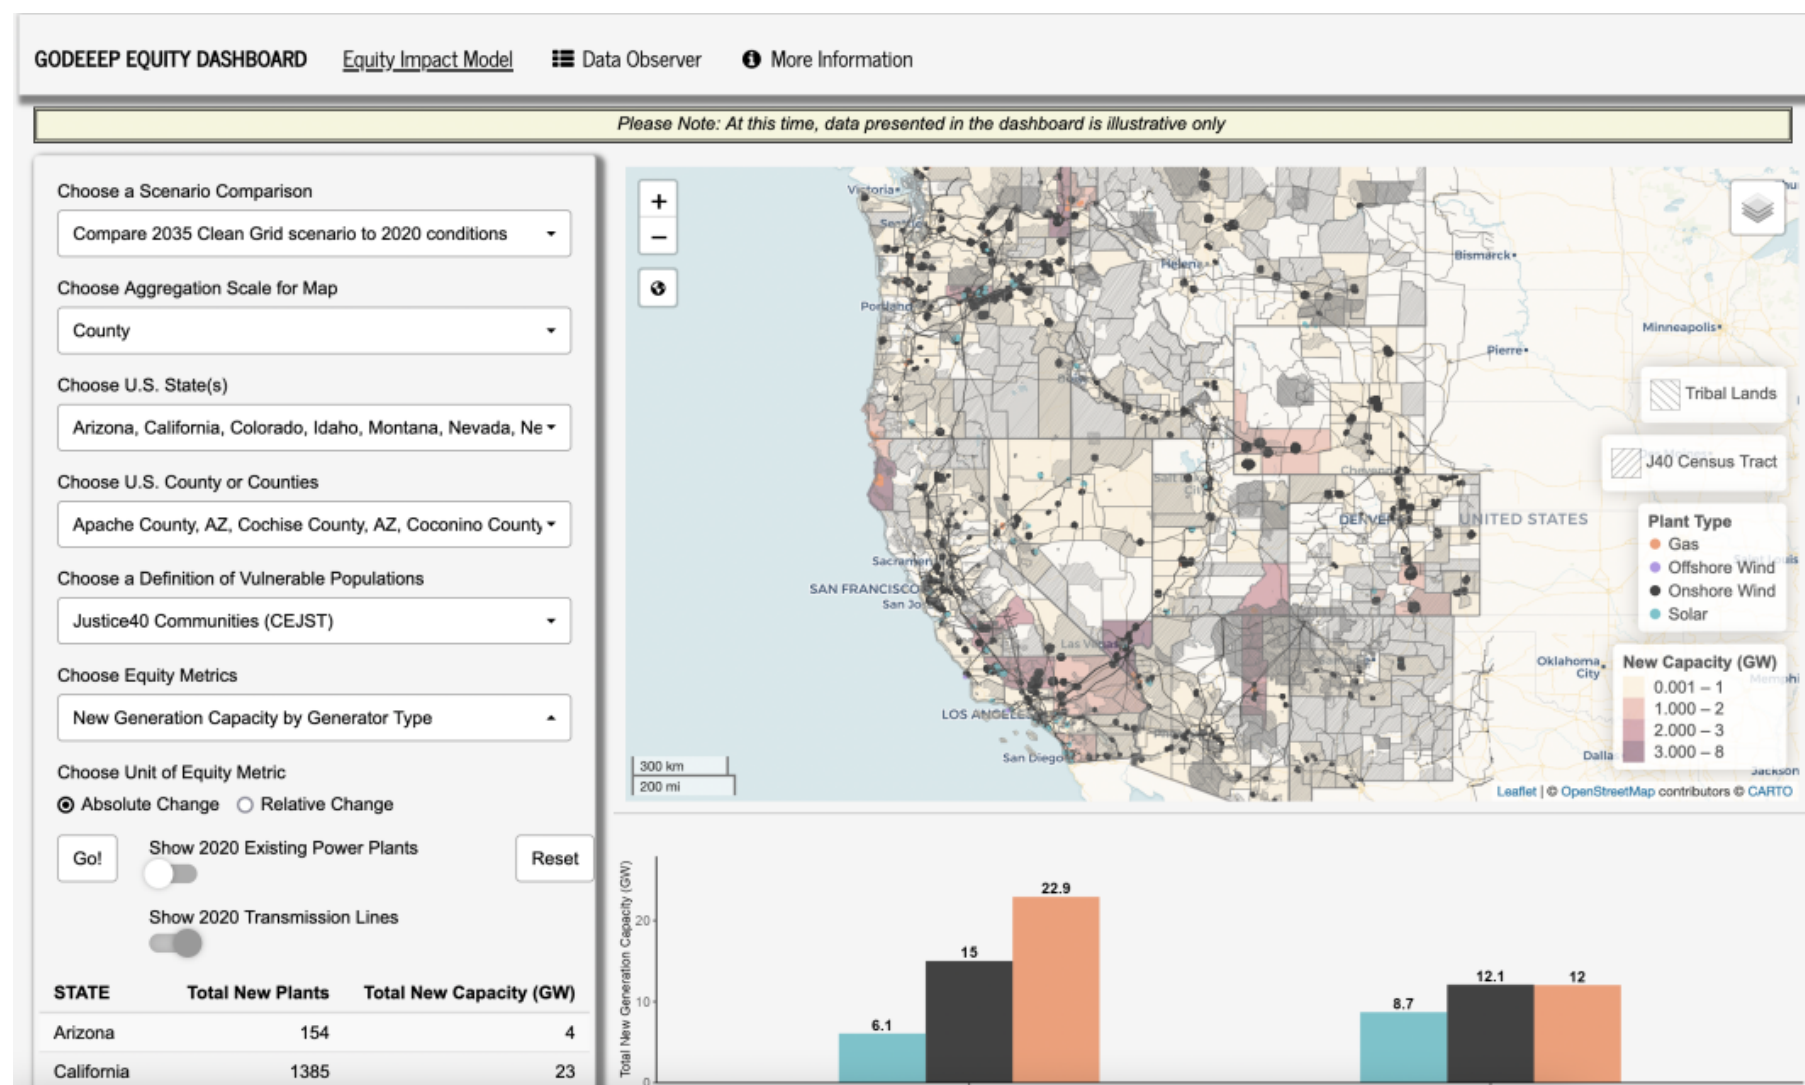 GODEEEP EQUITY DASHBOARD Equity Impact Model Data Observer More Information
Please Note: At this time, data presented in the dashboard is illustrative only
Choose a Scenario Comparison
Compare 2035 Clean Grid scenario to 2020 conditions
Choose Aggregation Scale for Map
County
Choose U.S. State(s)
Arizona, California, Colorado, Idaho, Montana, Nevada, Ne
Choose U.S. County or Counties
Apache County, AZ, Cochise County, AZ, Coconino County
Choose a Definition of Vulnerable Populations
Justice40 Communities (CEJST)
Choose Equity Metrics
New Generation Capacity by Generator Type
Choose Unit of Equity Metric
Absolute Change Relative Change
Go!
Show 2020 Existing Power Plants
Reset
Show 2020 Transmission Lines
STATE Total New Plants Total New Capacity (GW)
Arizona 154 4
California 1385 23
+
−
Victoria
Helena
Bismarck
Minneapolis
Pierre
Portland
Tribal Lands
J40 Census Tract
Salt
City
UNITED STATES
SAN FRANCISCO
San Jo
Las Vegas
LOS ANGELES
San Diego
Oklahoma
City
Dallas
Jackson
Plant Type
Gas
Offshore Wind
Onshore Wind
Solar
New Capacity (GW)
0.001 – 1
1.000 – 2
2.000 – 3
3.000 – 8
300 km
200 mi
Leaflet | © OpenStreetMap contributors © CARTO
Total New Generation Capacity (GW)
20
10
0
6.1
15
22.9
8.7
12.1
12